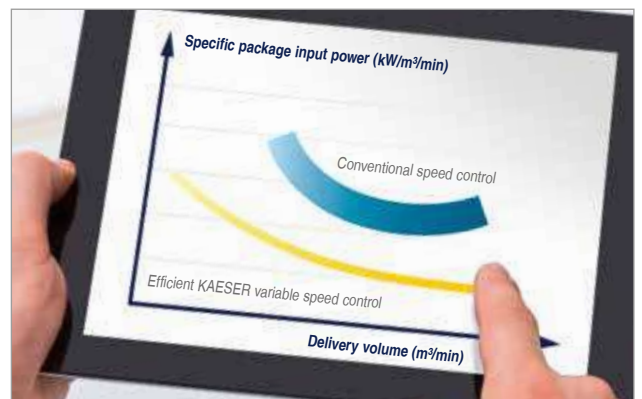 Specific package input power (kW/m³/min)
Conventional speed control
Efficient KAESER variable speed control
Delivery volume (m³/min)